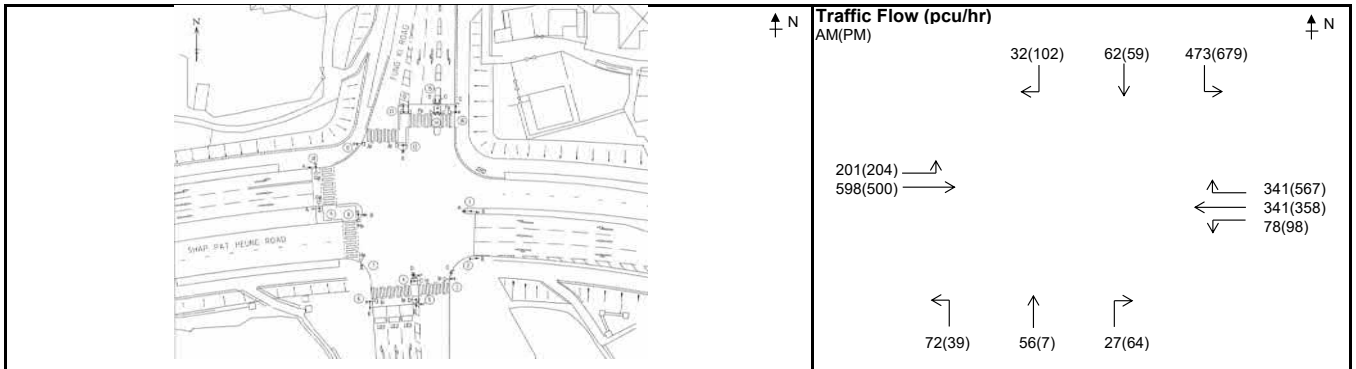 N
FUNG KI ROAD
SHAP PAT HEUNG ROAD
N
Traffic Flow (pcu/hr)
AM(PM)
N
32(102) 62(59) 473(679)
201(204)
598(500)
341(567)
341(358)
78(98)
72(39) 56(7) 27(64)